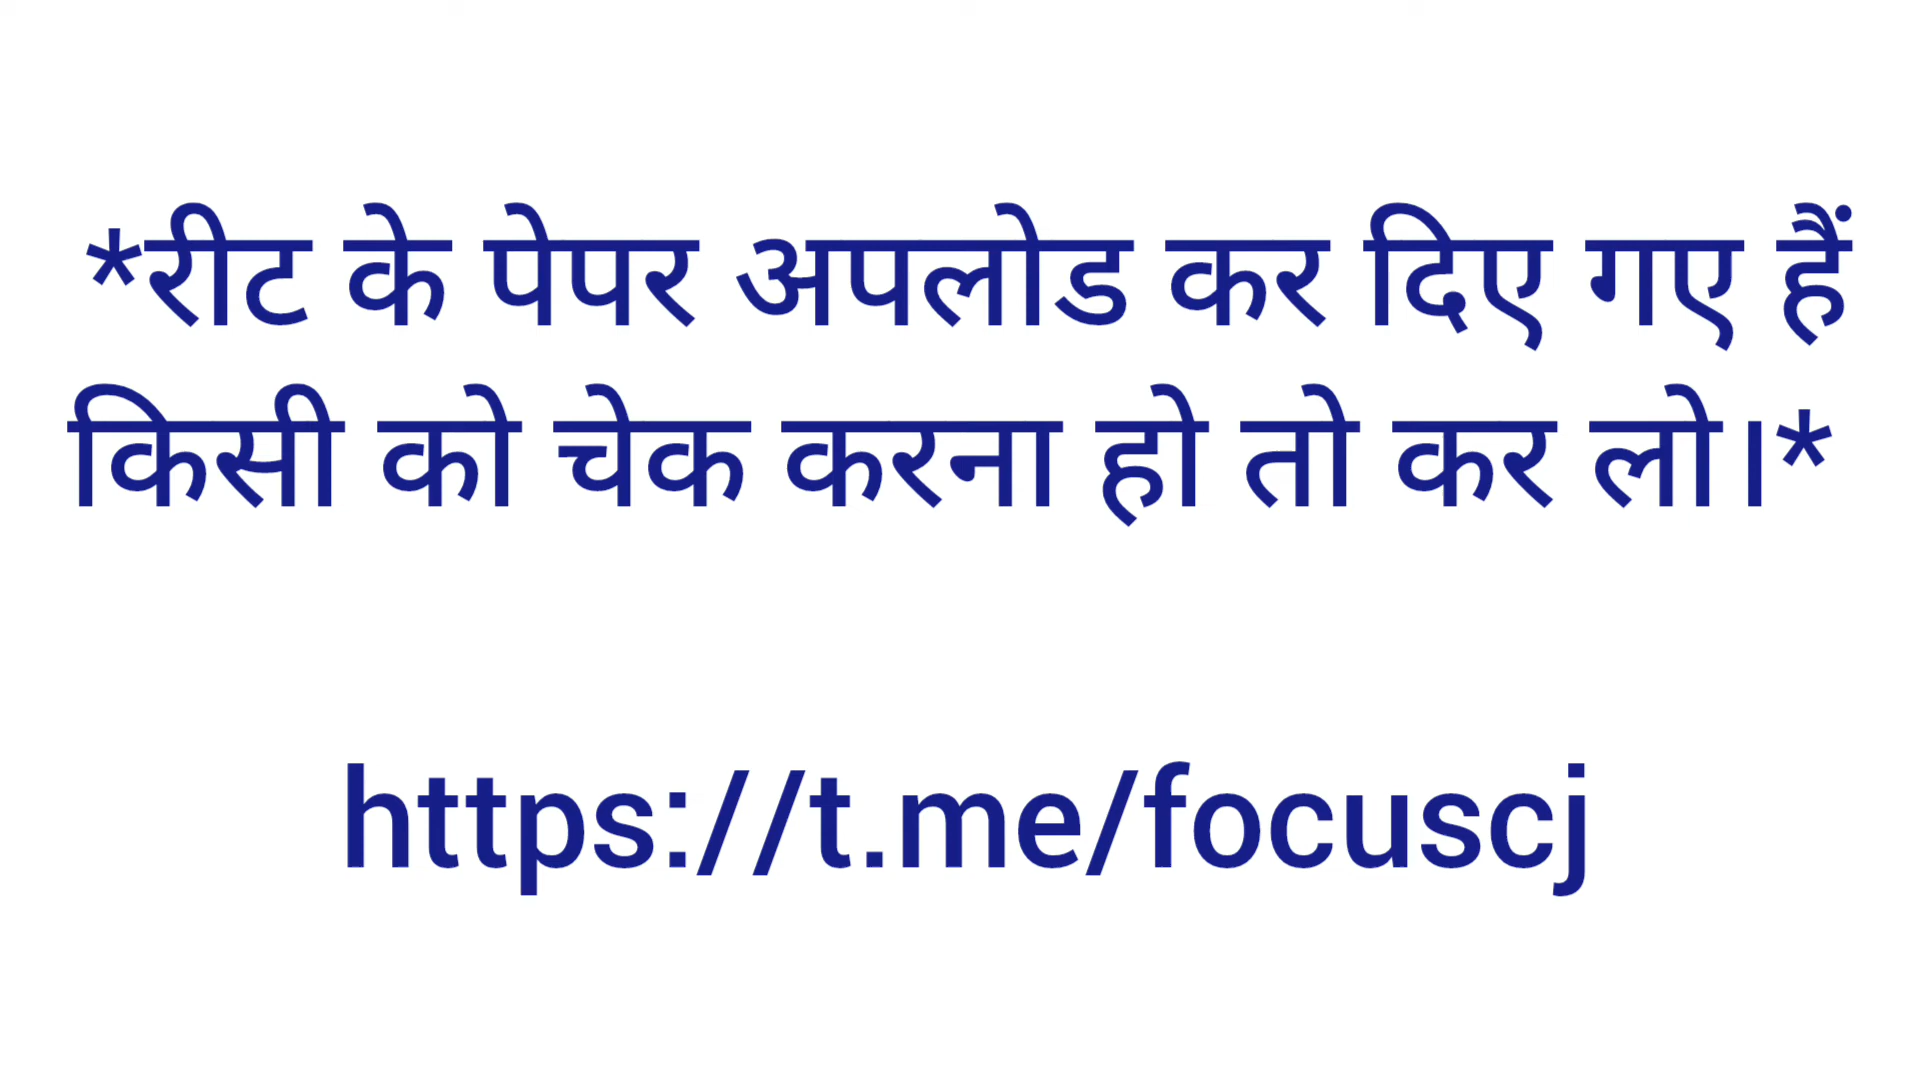 *रीट के पेपर अपलोड कर दिए गए हैं
किसी को चेक करना हो तो कर लो।*
https://t.me/focuscj